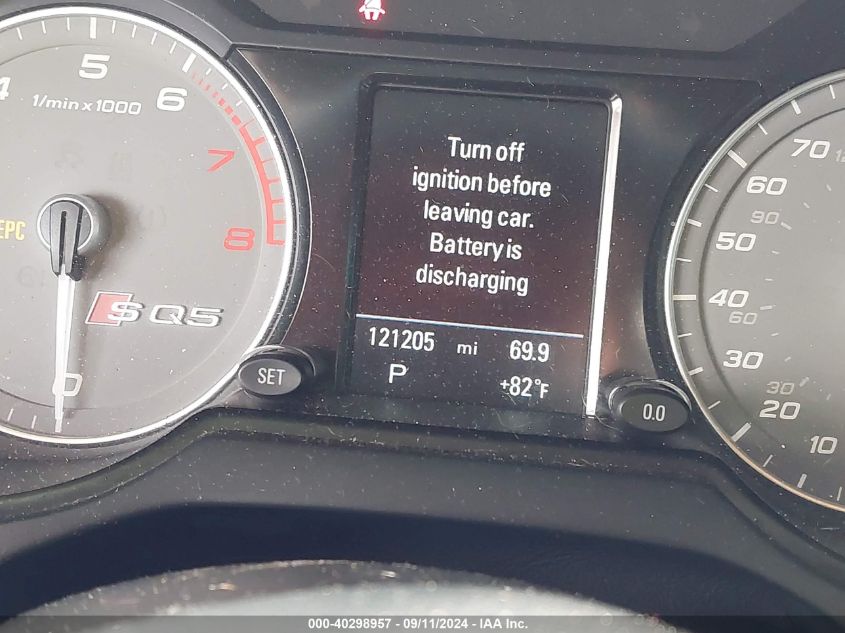 4
5
6
7
8
1/min x 1000
EPC
SQ5
0
SET
Turn off
ignition before
leaving car.
Battery is
discharging
121205 mi 69.9
P +82°F
0.0
70
60
90
50
40
60
30
30
20
10
000-40298957 - 09/11/2024 - IAA Inc.